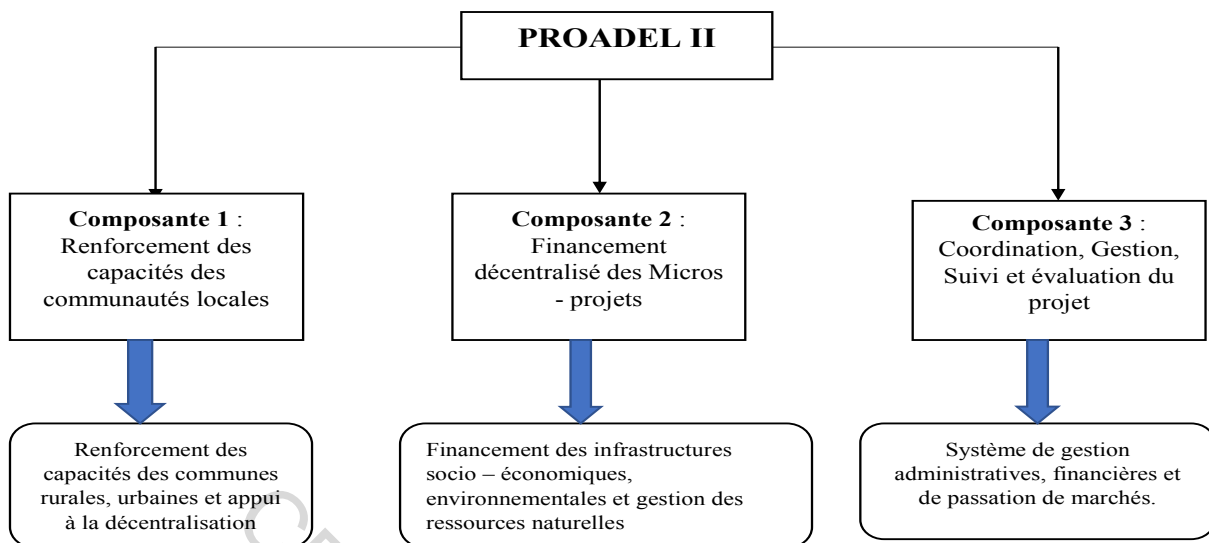 PROADEL II
Composante 1 :
Renforcement des
capacités des
communautés locales
Composante 2 :
Financement
décentralisé des Micros
- projets
Composante 3 :
Coordination, Gestion,
Suivi et évaluation du
projet
Renforcement des
capacités des communes
rurales, urbaines et appui
à la décentralisation
Financement des infrastructures
socio – économiques,
environnementales et gestion des
ressources naturelles
Système de gestion
administratives, financières et
de passation de marchés.